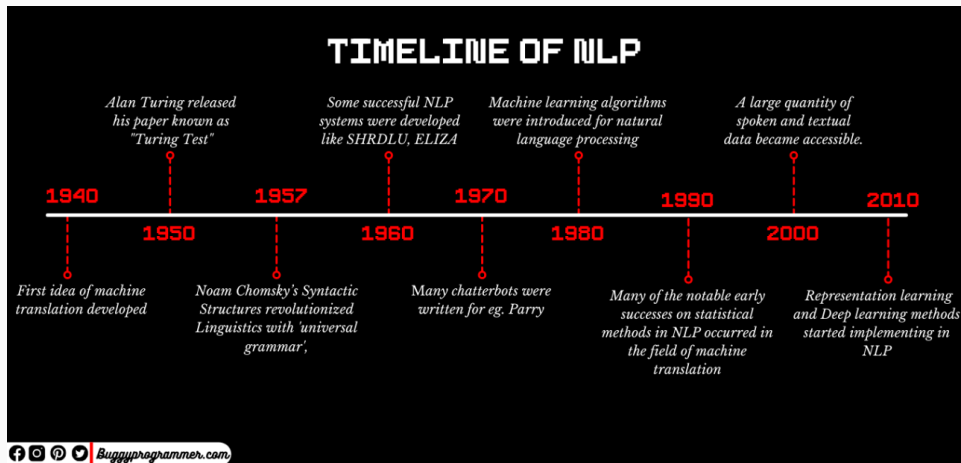 TIMELINE OF NLP
Alan Turing released
his paper known as
"Turing Test"
Some successful NLP
systems were developed
like SHRDLU, ELIZA
Machine learning algorithms
were introduced for natural
language processing
A large quantity of
spoken and textual
data became accessible.
1940
1950
1957
1960
1970
1980
1990
2000
2010
First idea of machine
translation developed
Noam Chomsky's Syntactic
Structures revolutionized
Linguistics with 'universal
grammar',
Many chatterbots were
written for eg. Parry
Many of the notable early
successes on statistical
methods in NLP occurred in
the field of machine
translation
Representation learning
and Deep learning methods
started implementing in
NLP
Buggyprogrammer.com